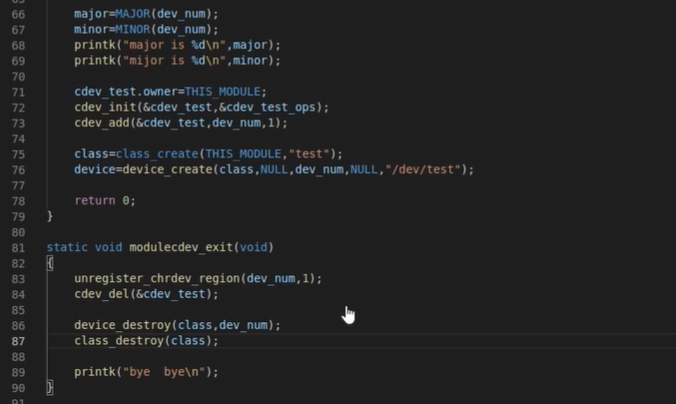 66 major=MAJOR(dev_num);
67 minor=MINOR(dev_num);
68 printk("major is %d\n",major);
69 printk("mijor is %d\n",minor);
70
71 cdev_test.owner=THIS_MODULE;
72 cdev_init(&cdev_test,&cdev_test_ops);
73 cdev_add(&cdev_test,dev_num,1);
74
75 class=class_create(THIS_MODULE,"test");
76 device=device_create(class,NULL,dev_num,NULL,"/dev/test");
77
78 return 0;
79 }
80
81 static void modulecdev_exit(void)
82 {
83 unregister_chrdev_region(dev_num,1);
84 cdev_del(&cdev_test);
85
86 device_destroy(class,dev_num);
87 class_destroy(class);
88
89 printk("bye  bye\n");
90 }